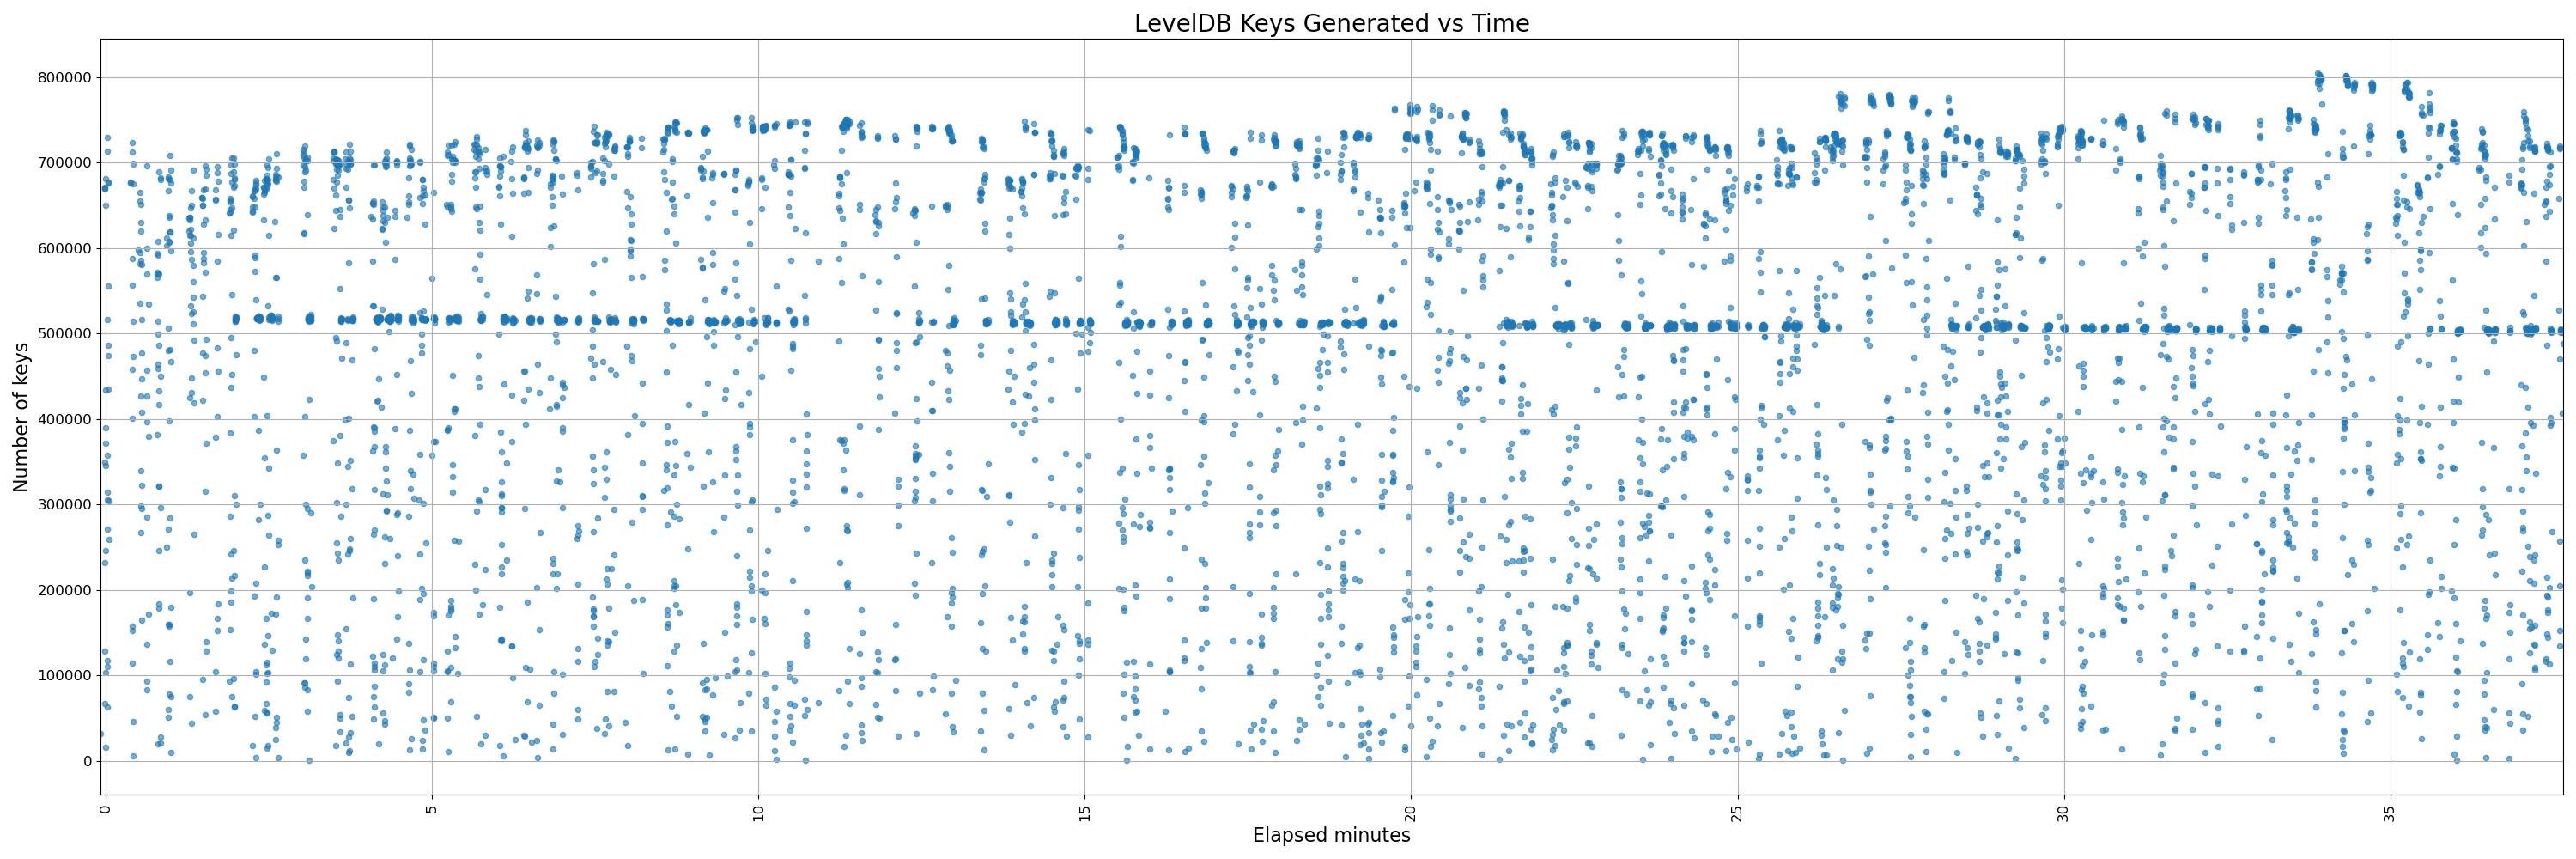 LevelDB Keys Generated vs Time
Number of keys
800000
700000
600000
500000
400000
300000
200000
100000
0
0 5 10 15 20 25 30 35
Elapsed minutes